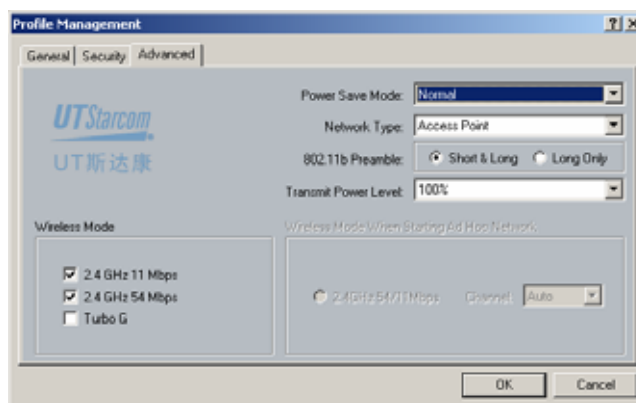 Profile Management
General Security Advanced
UTStarcom
UT斯达康
Power Save Mode: Normal
Network Type: Access Point
802.11b Preamble: Short & Long Long Only
Transmit Power Level: 100%
Wireless Mode
2.4 GHz 11 Mbps
2.4 GHz 54 Mbps
Turbo G
Wireless Mode When Starting Ad Hoc Network
2.4GHz 54/11Mbps Channel: Auto
OK Cancel